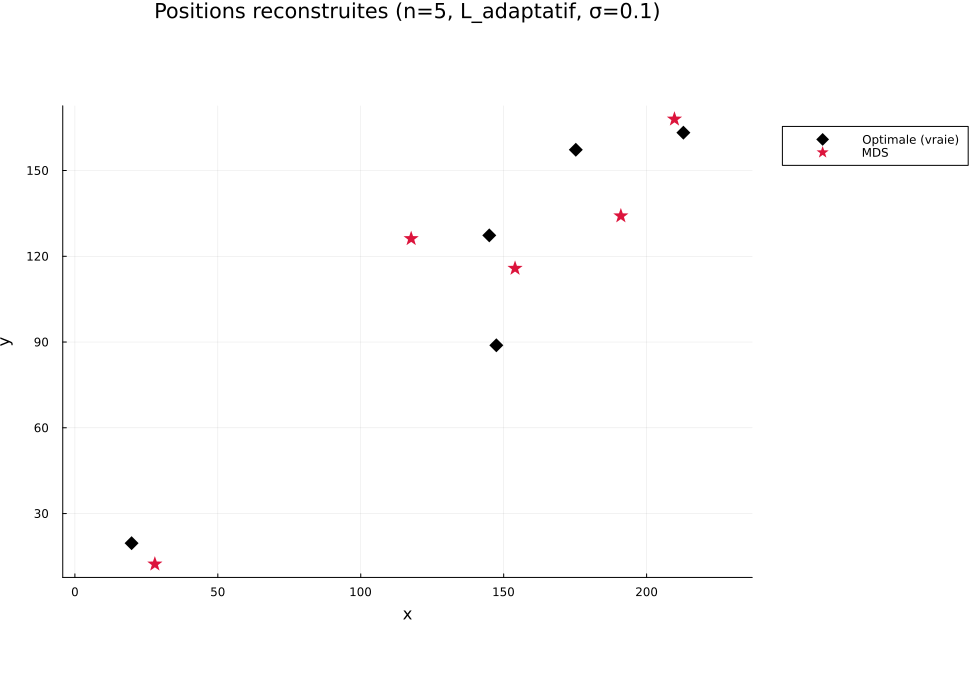 Positions reconstruites (n=5, L_adaptatif, σ=0.1)
Optimale (vraie)
MDS
150
120
90
60
30
y
0 50 100 150 200
x